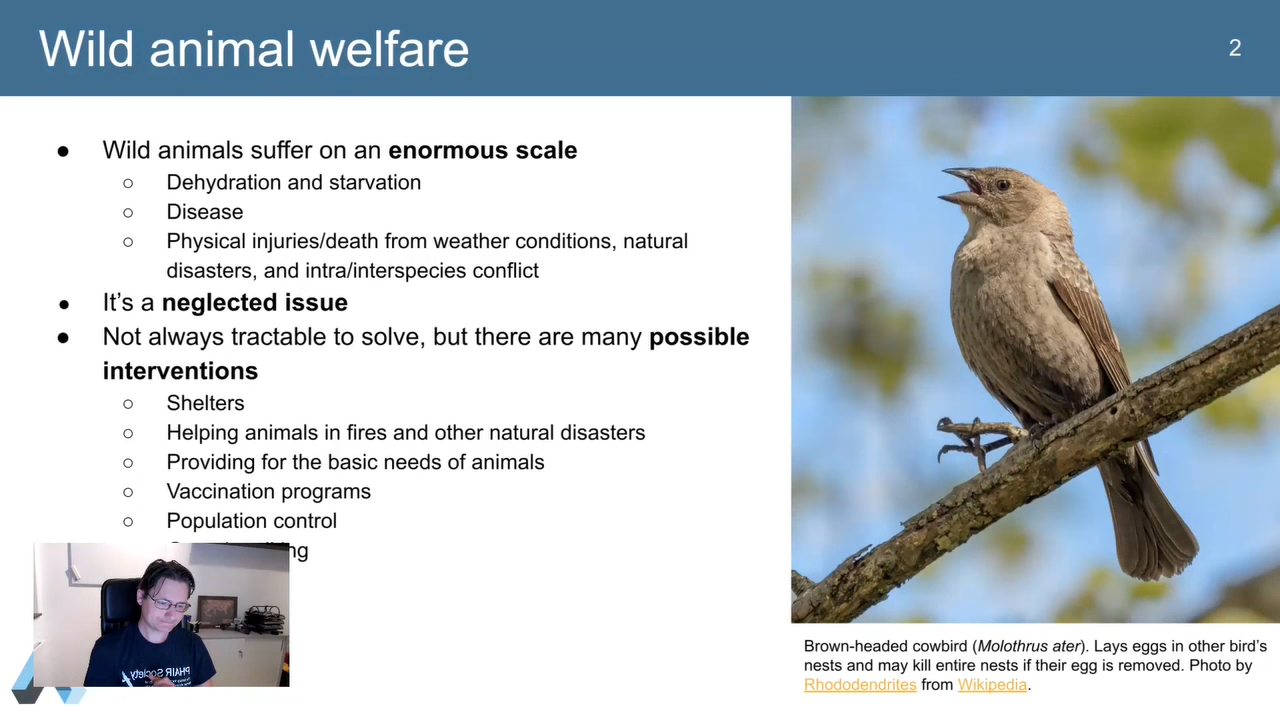 Wild animal welfare
2
● Wild animals suffer on an enormous scale
○ Dehydration and starvation
○ Disease
○ Physical injuries/death from weather conditions, natural
disasters, and intra/interspecies conflict
● It's a neglected issue
● Not always tractable to solve, but there are many possible
interventions
○ Shelters
○ Helping animals in fires and other natural disasters
○ Providing for the basic needs of animals
○ Vaccination programs
○ Population control
PHAIR Society
Brown-headed cowbird (Molothrus ater). Lays eggs in other bird's
nests and may kill entire nests if their egg is removed. Photo by
Rhododendrites from Wikipedia.